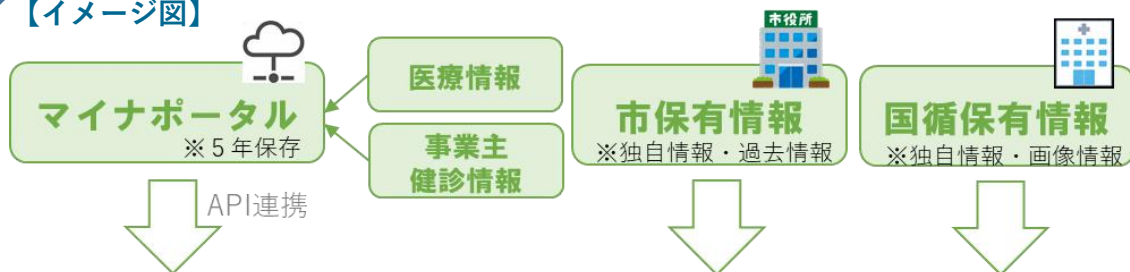 【イメージ図】
マイナポータル
※５年保存
医療情報
事業主
健診情報
市役所
市保有情報
※独自情報・過去情報
国循保有情報
※独自情報・画像情報
API連携